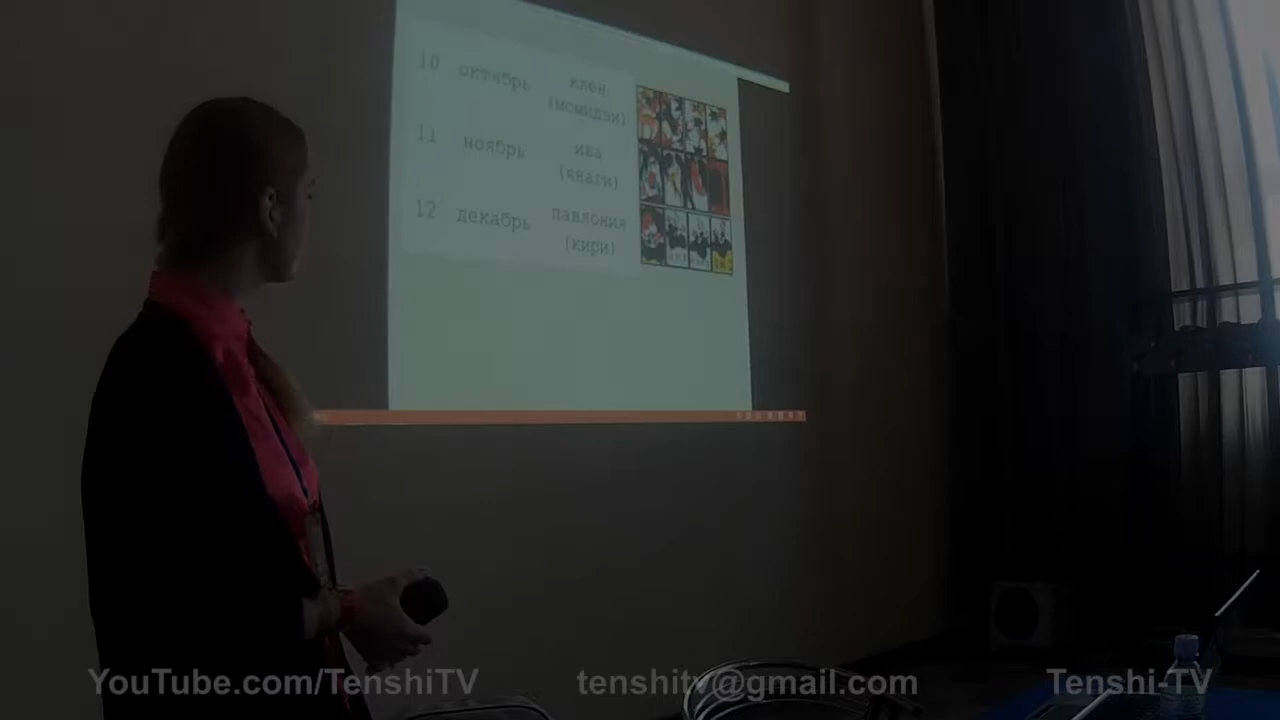 10 октябрь клен
(момидзи)
11 ноябрь ива
(янаги)
12 декабрь павлония
(кири)
YouTube.com/TenshiTV tenshitv@gmail.com Tenshi-TV